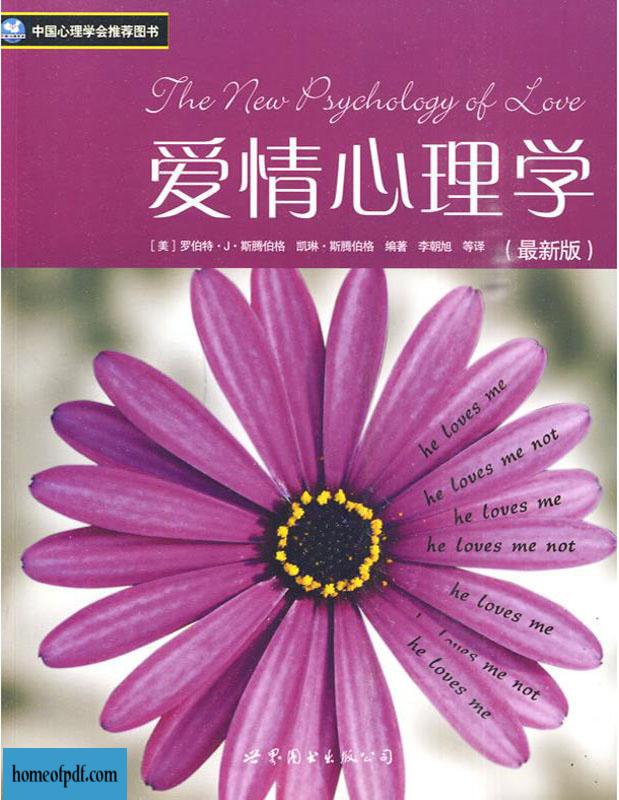 中国心理学会推荐图书
The New Psychology of Love
爱情心理学
［美］罗伯特·J·斯腾伯格 凯琳·斯腾伯格 编著 李朝旭 等译 （最新版）
he loves me
he loves me not
he loves me
he loves me not
he loves me
loves me not
he loves me
世界图书出版公司
homeofpdf.com